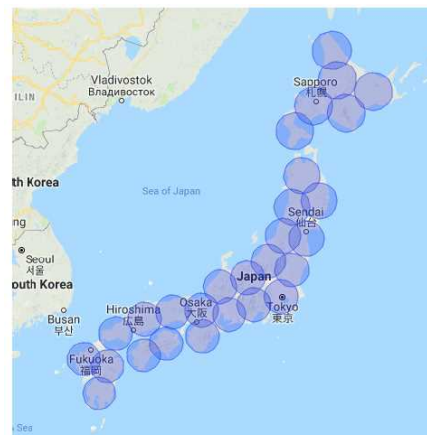 ILIN
Vladivostok
Владивосток
Sapporo
札幌
th Korea
Sea of Japan
ng
Sendai
仙台
Seoul
서울
outh Korea
Japan
Tokyo
東京
Osaka
大阪
Hiroshima
広島
Busan
부산
Fukuoka
福岡
a Sea